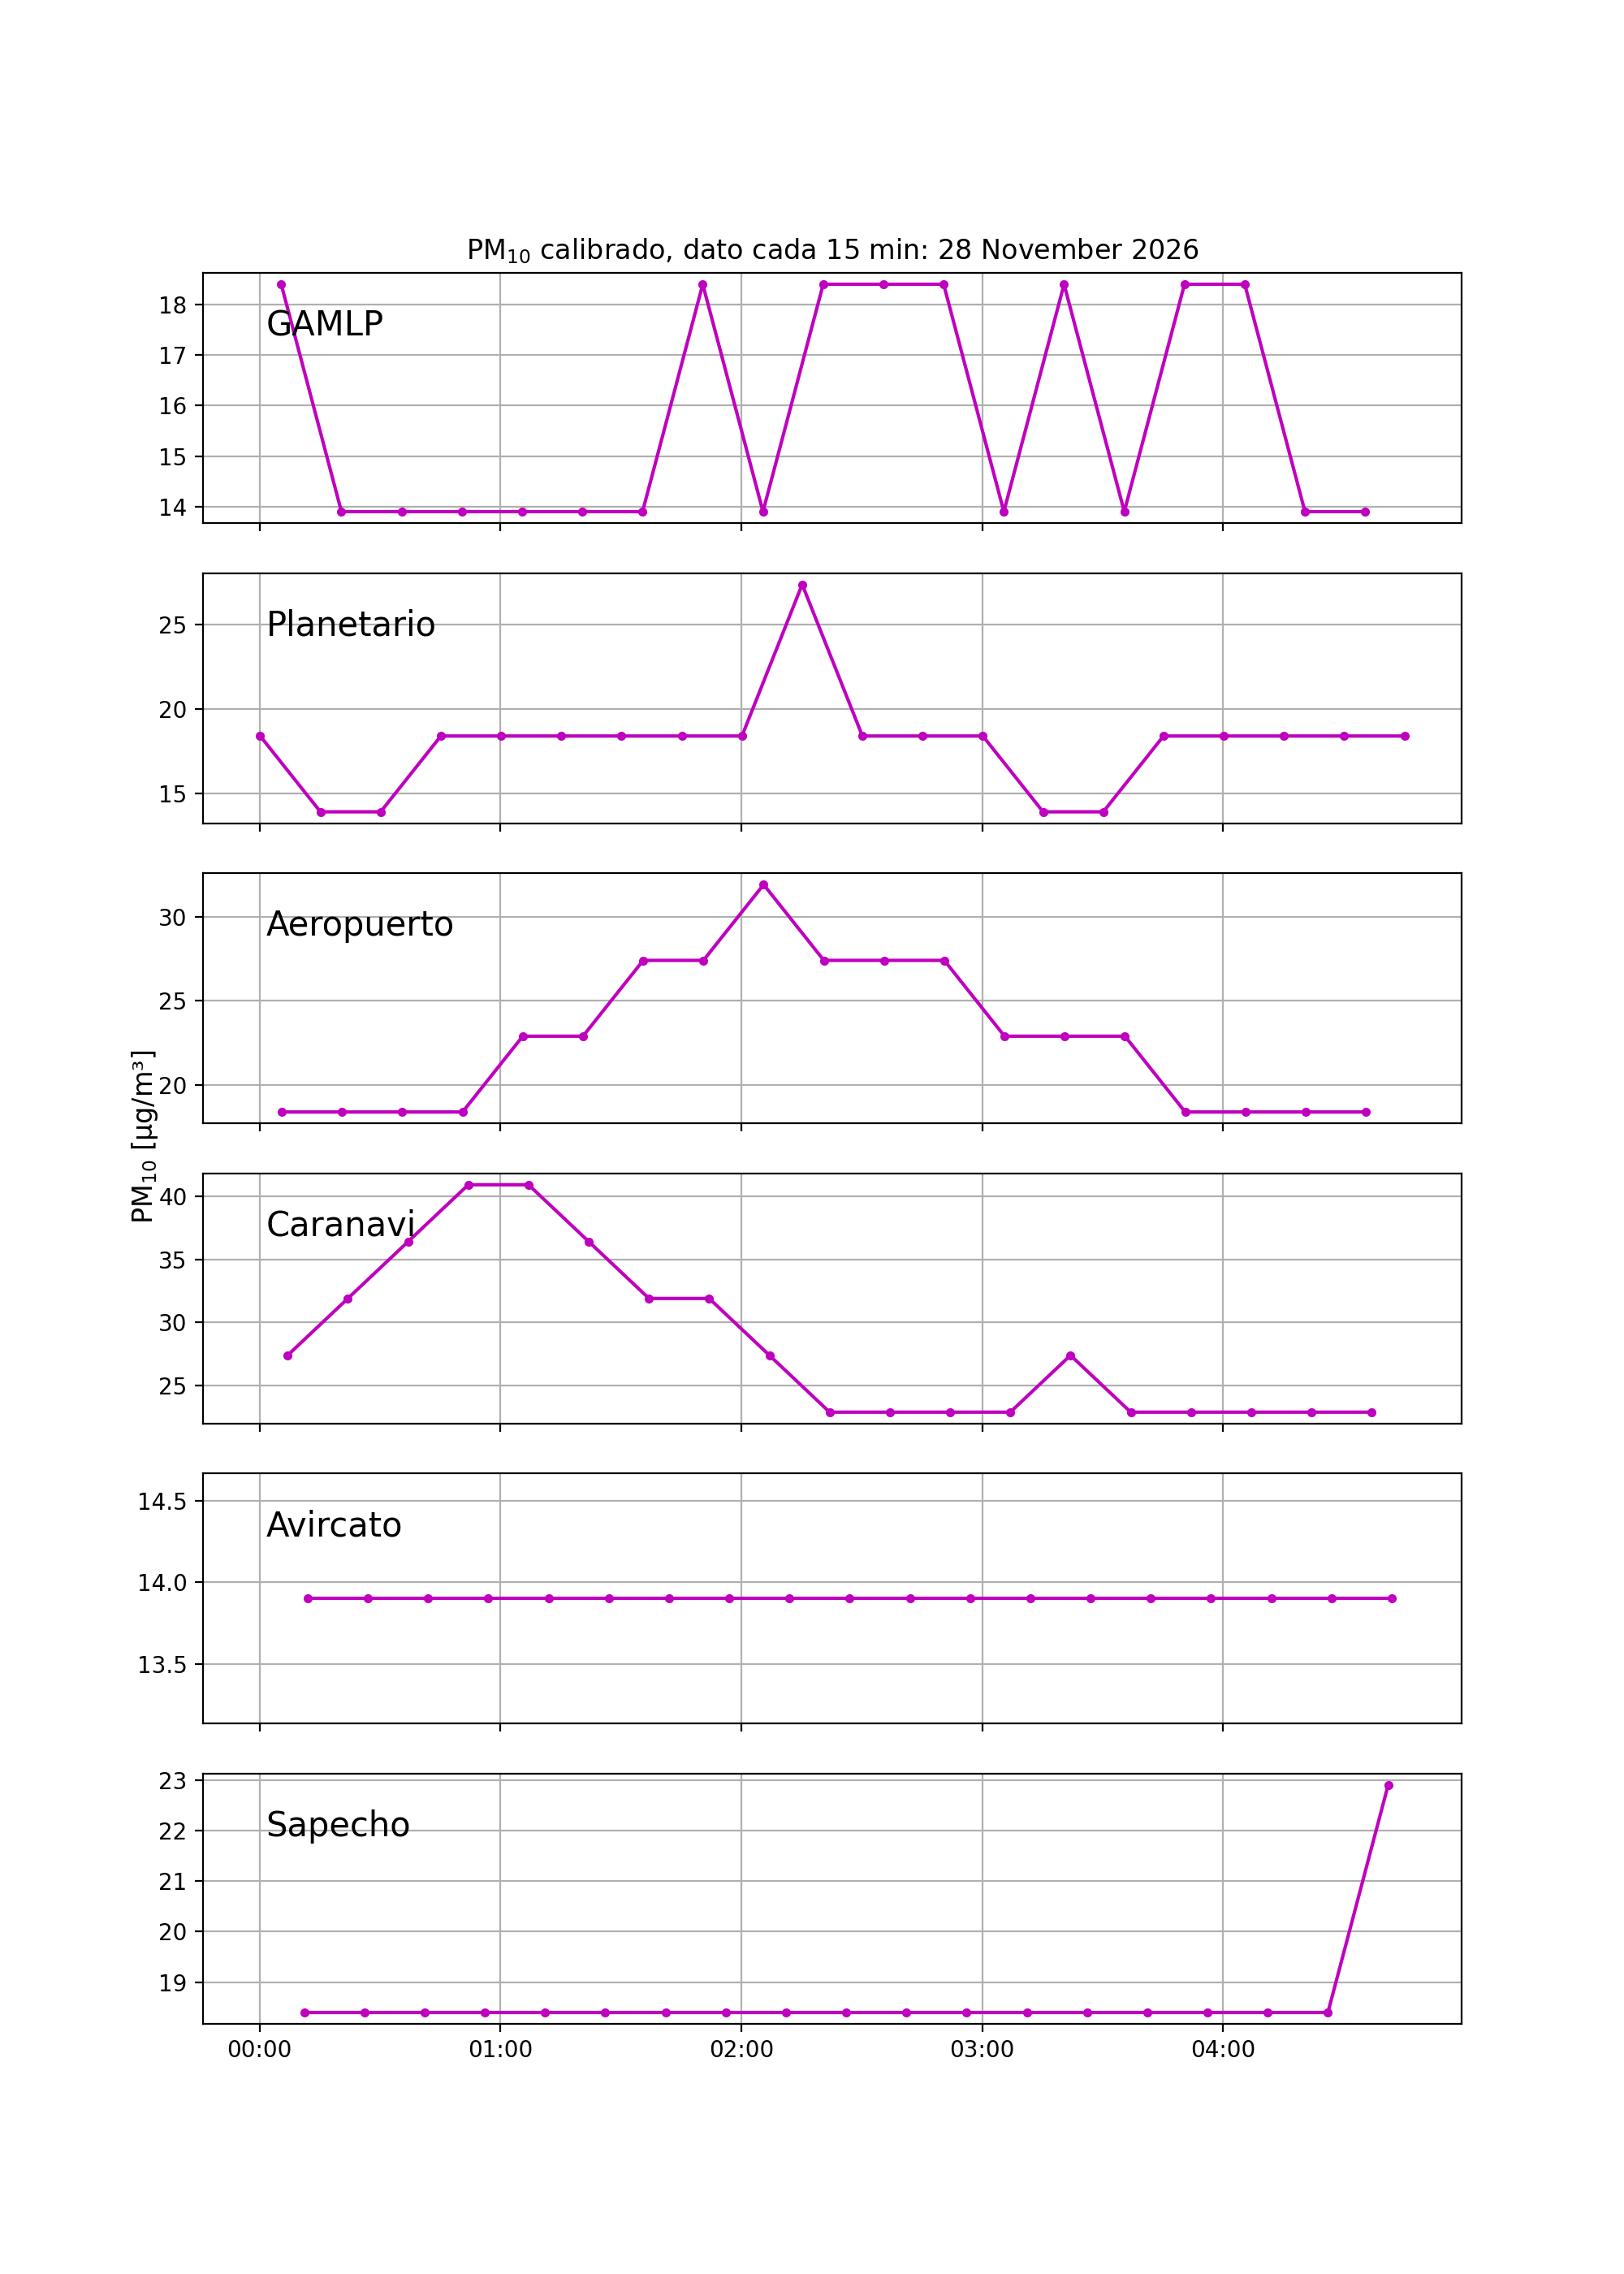 PM₁₀ calibrado, dato cada 15 min: 28 November 2026
18
17
16
15
14
GAMLP
25
20
15
Planetario
30
25
20
Aeropuerto
PM₁₀ [µg/m³]
40
35
30
25
Caranavi
14.5
14.0
13.5
Avircato
23
22
21
20
19
Sapecho
00:00 01:00 02:00 03:00 04:00